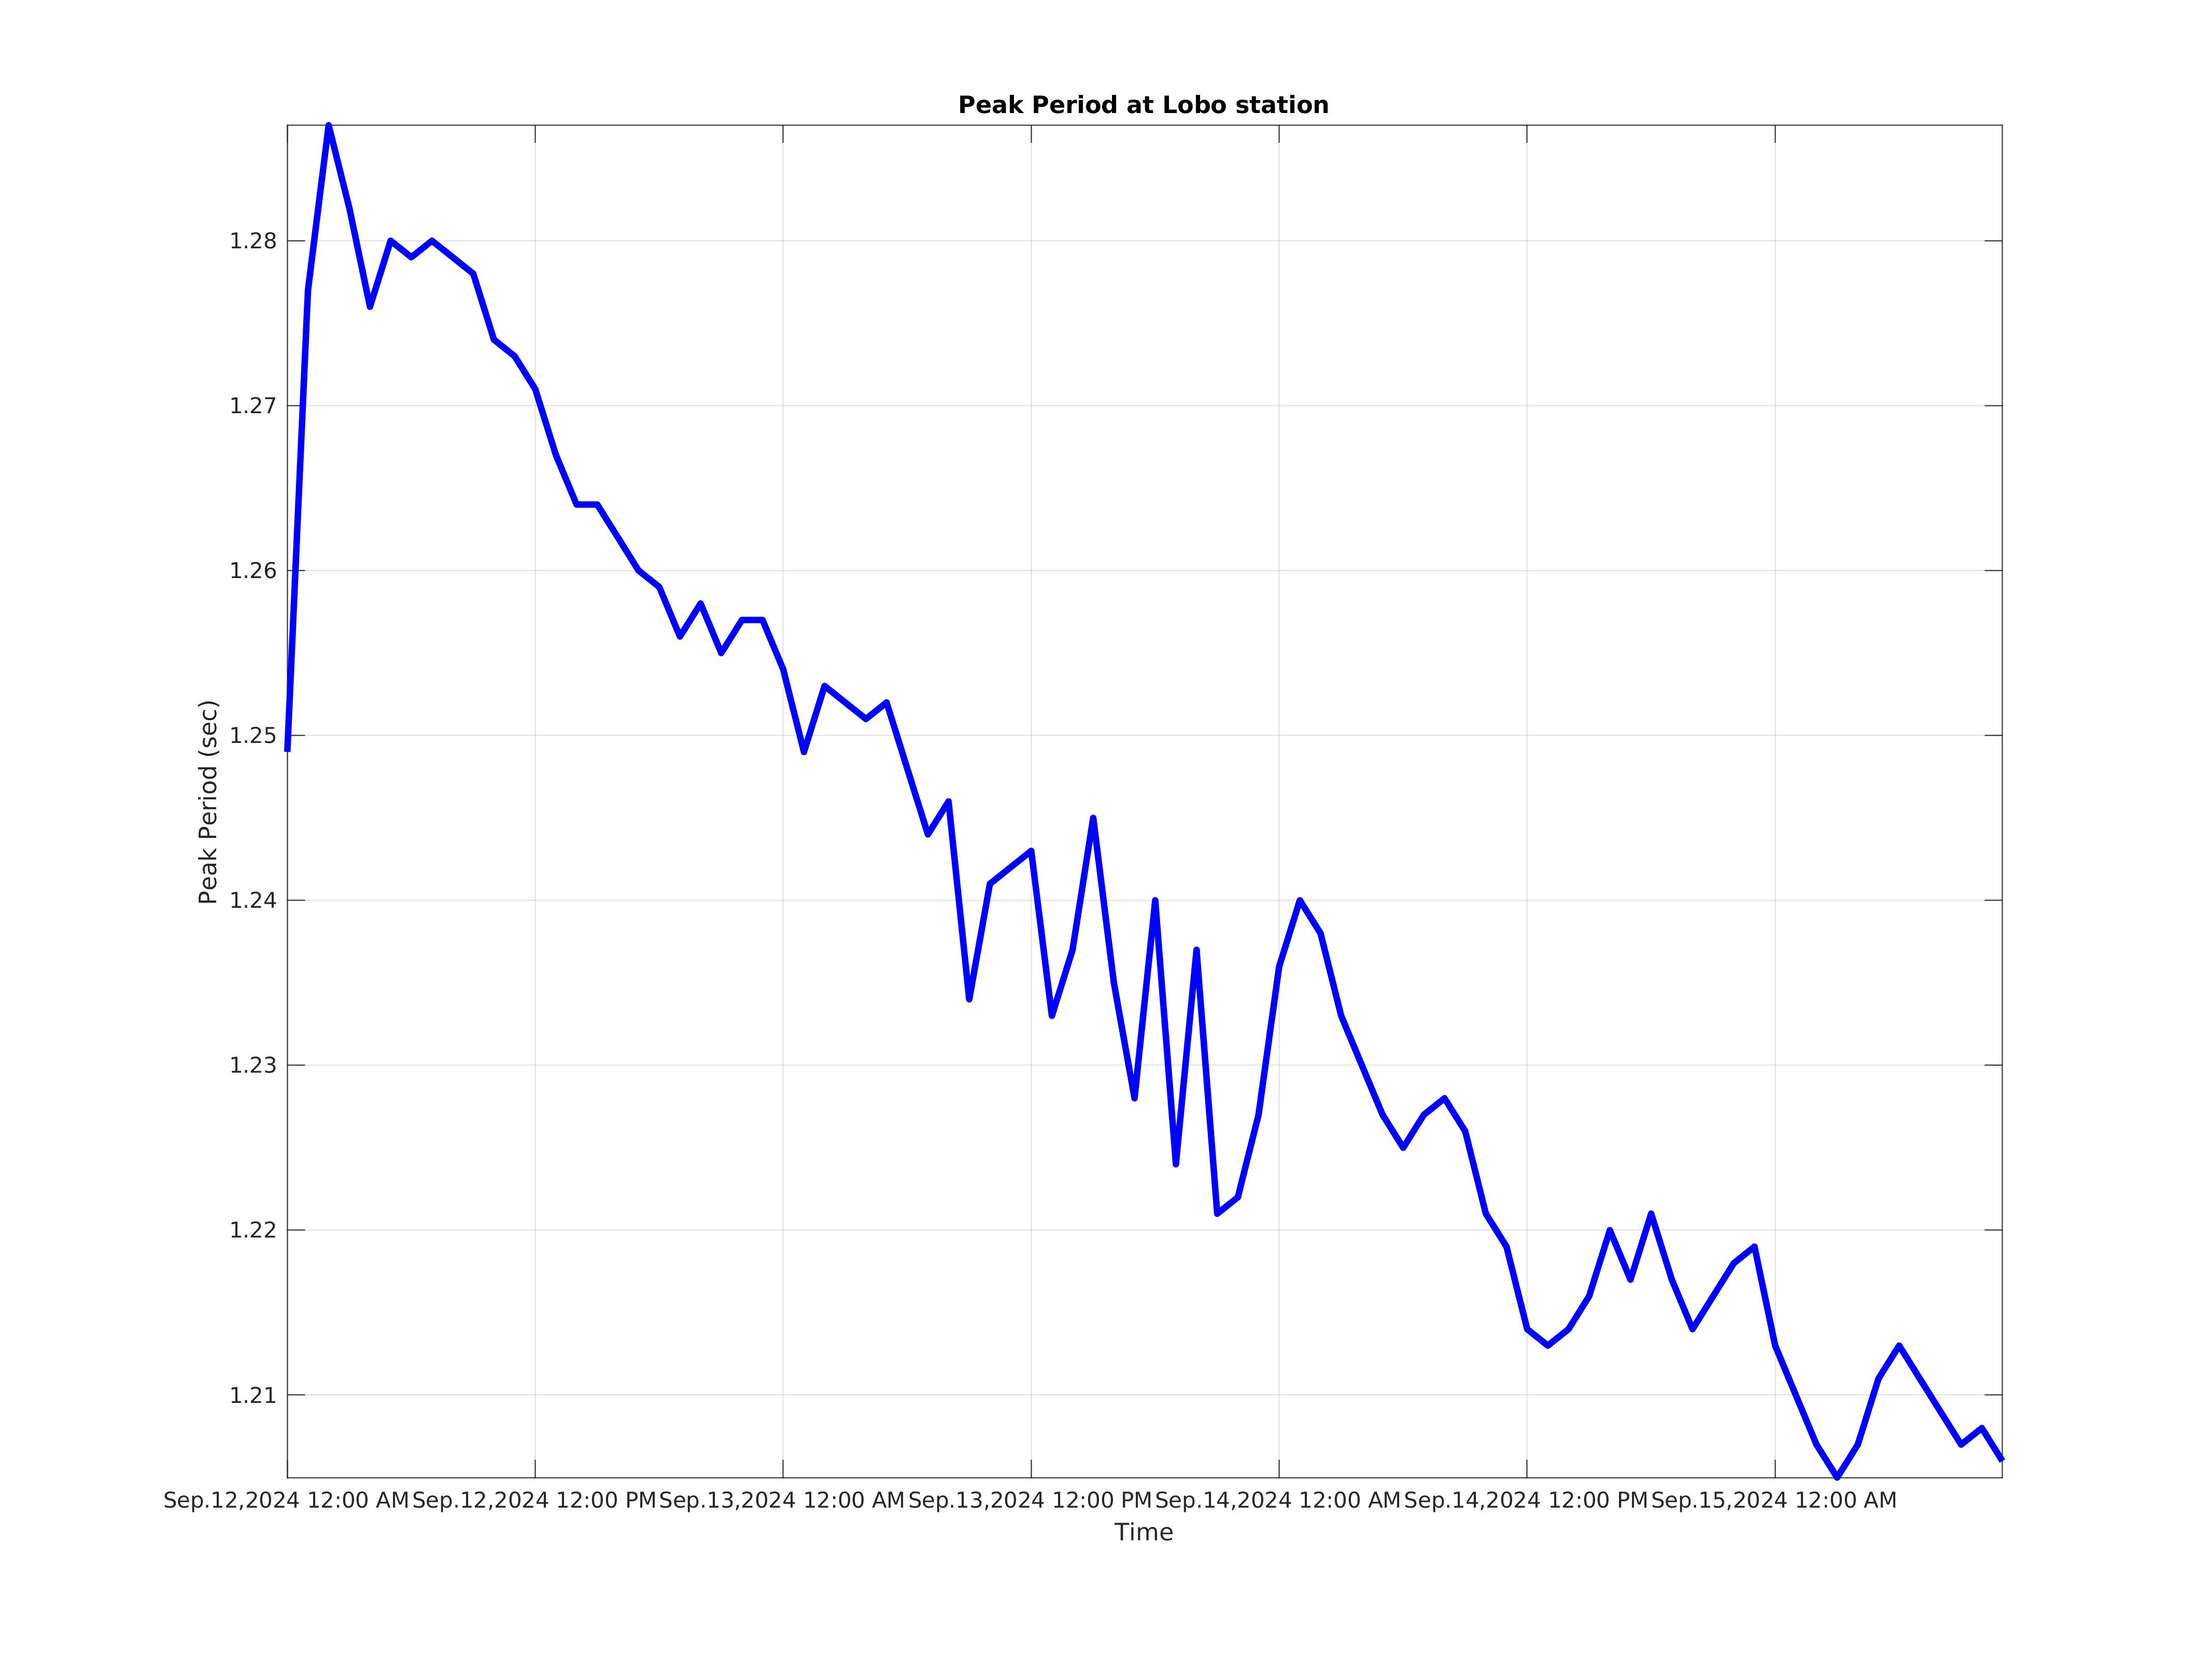 Peak Period at Lobo station
Peak Period (sec)
1.28
1.27
1.26
1.25
1.24
1.23
1.22
1.21
Sep.12,2024 12:00 AM Sep.12,2024 12:00 PM Sep.13,2024 12:00 AM Sep.13,2024 12:00 PM Sep.14,2024 12:00 AM Sep.14,2024 12:00 PM Sep.15,2024 12:00 AM
Time